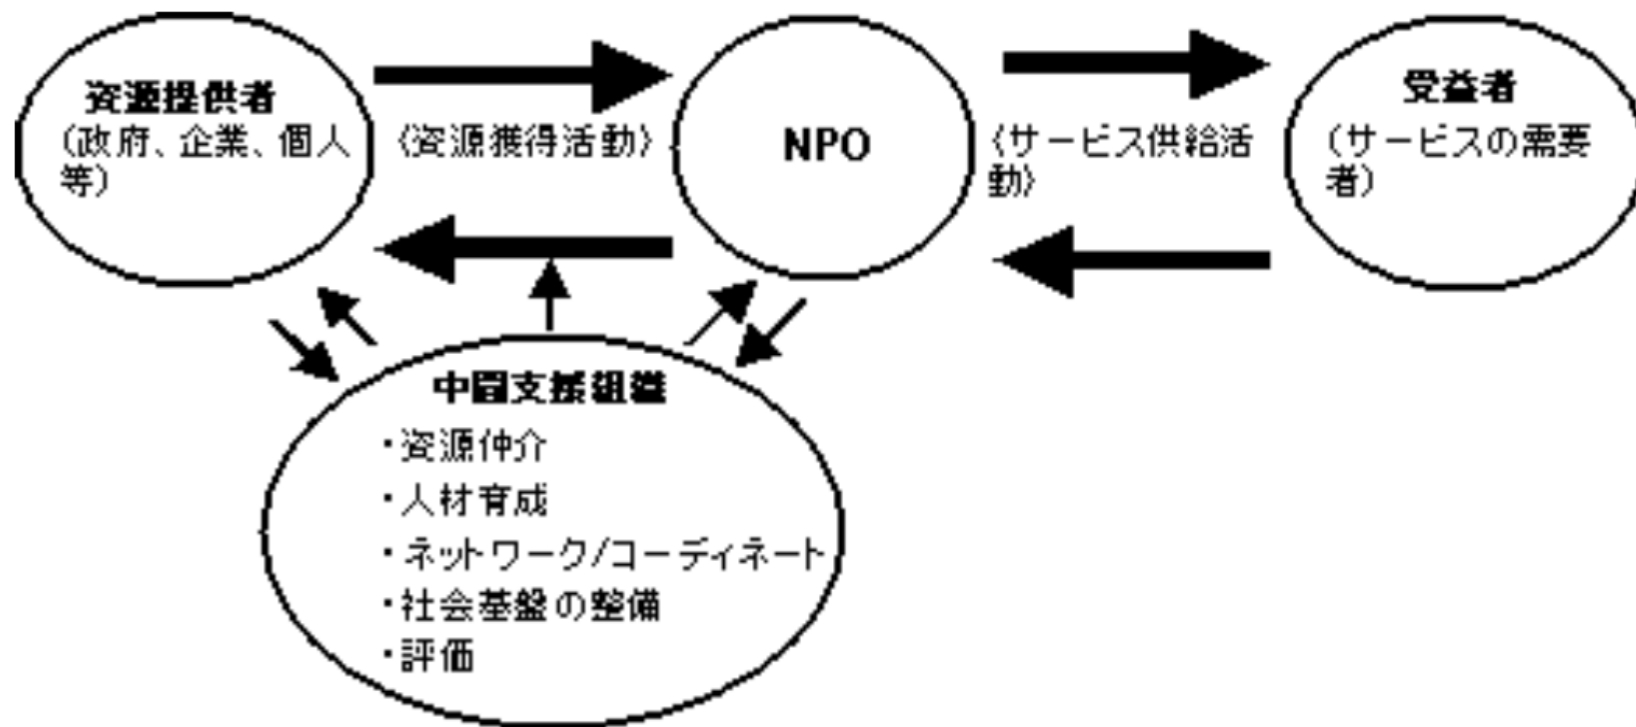 資源提供者
（政府、企業、個人
等）
〈資源獲得活動〉
NPO
〈サービス供給活
動〉
受益者
（サービスの需要
者）
中間支援組織
・資源仲介
・人材育成
・ネットワーク/コーディネート
・社会基盤の整備
・評価